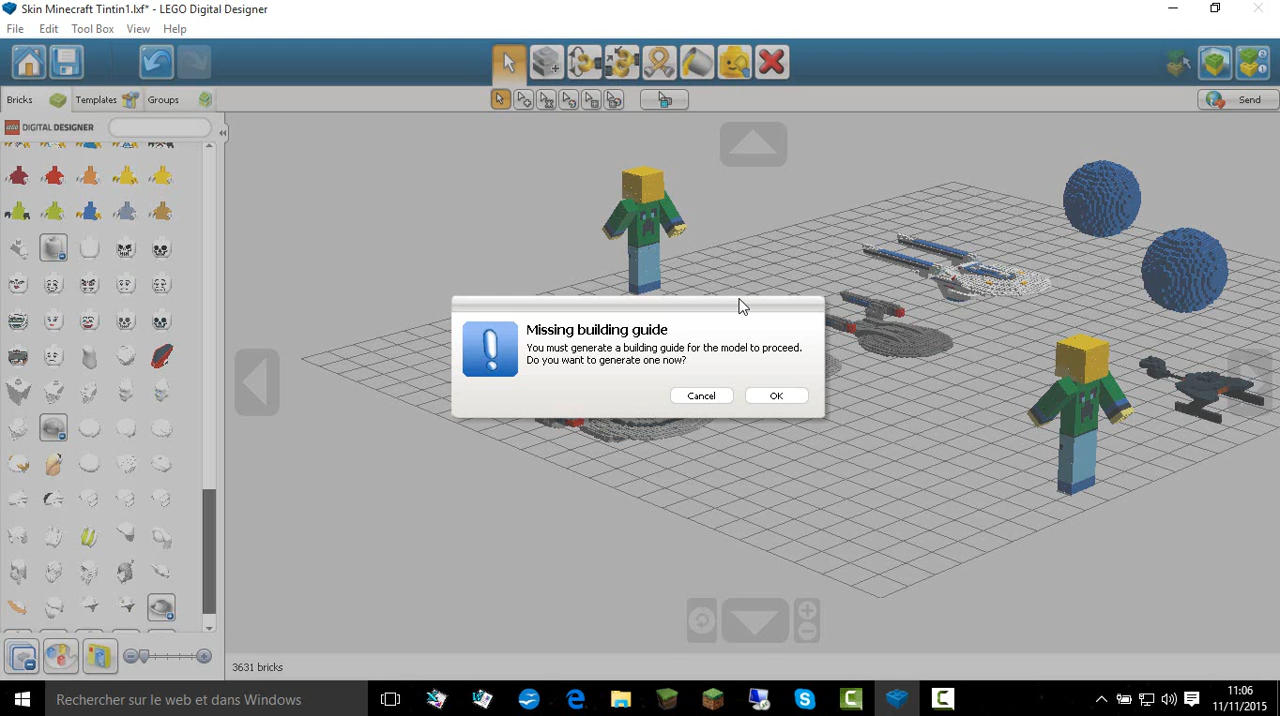 Skin Minecraft Tintin1.lxf* - LEGO Digital Designer
File Edit Tool Box View Help
Bricks Templates Groups
Send
LEGO DIGITAL DESIGNER
Missing building guide
You must generate a building guide for the model to proceed.
Do you want to generate one now?
Cancel OK
3631 bricks
Rechercher sur le web et dans Windows
11:06
11/11/2015